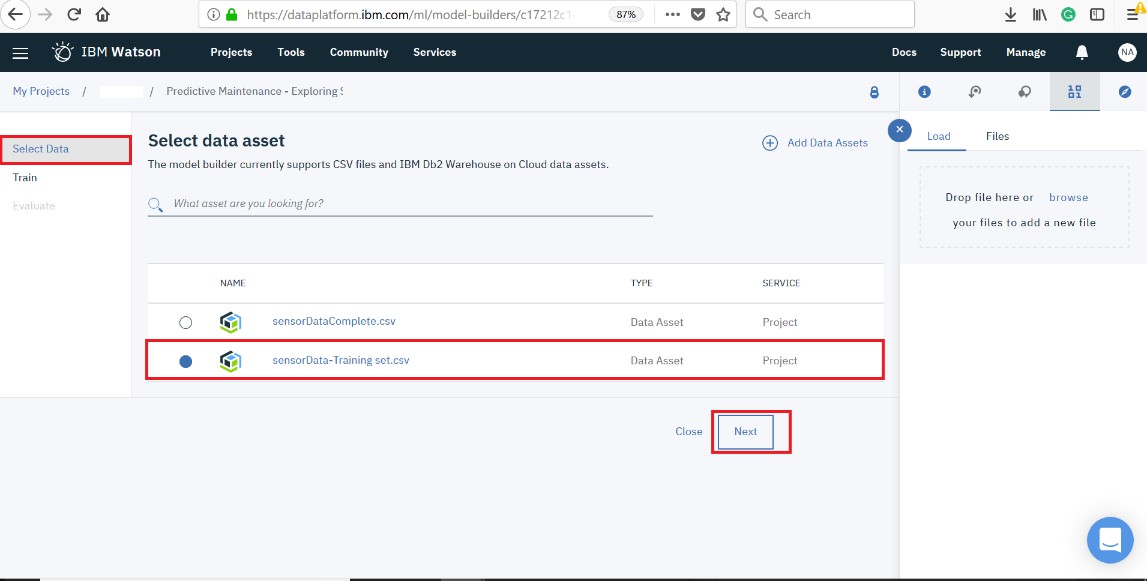 https://dataplatform.ibm.com/ml/model-builders/c17212c1
87%
Search
IBM Watson
Projects
Tools
Community
Services
Docs
Support
Manage
NA
My Projects / / Predictive Maintenance - Exploring S
Select Data
Train
Evaluate
Select data asset
The model builder currently supports CSV files and IBM Db2 Warehouse on Cloud data assets.
Add Data Assets
What asset are you looking for?
NAME TYPE SERVICE
sensorDataComplete.csv Data Asset Project
sensorData-Training set.csv Data Asset Project
Close
Next
Load
Files
Drop file here or browse
your files to add a new file